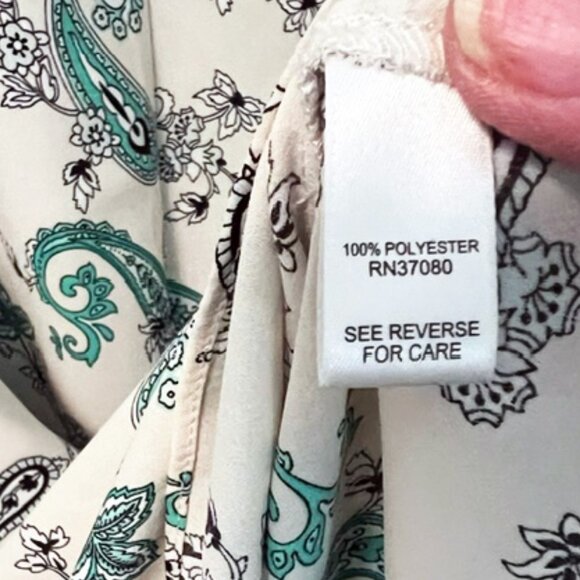 100% POLYESTER
RN37080
SEE REVERSE
FOR CARE